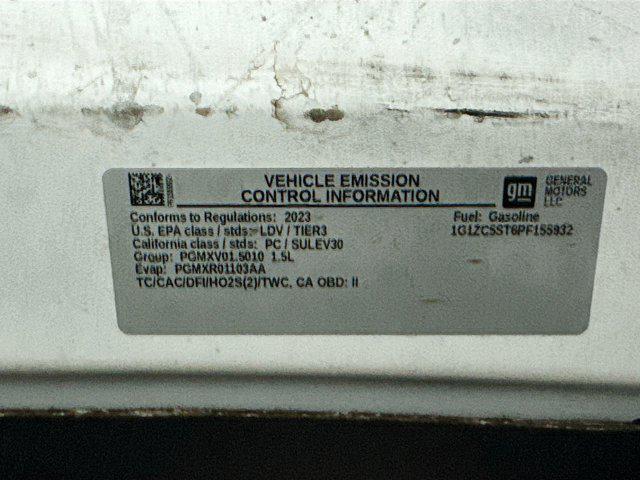 VEHICLE EMISSION
CONTROL INFORMATION
gm
GENERAL
MOTORS
LLC
Conforms to Regulations: 2023
Fuel: Gasoline
U.S. EPA class / stds: LDV / TIER3
1G1ZC5ST6PF155932
California class / stds: PC / SULEV30
Group: PGMXV01.5010 1.5L
Evap: PGMXR01103AA
TC/CAC/DFI/HO2S(2)/TWC, CA OBD: II